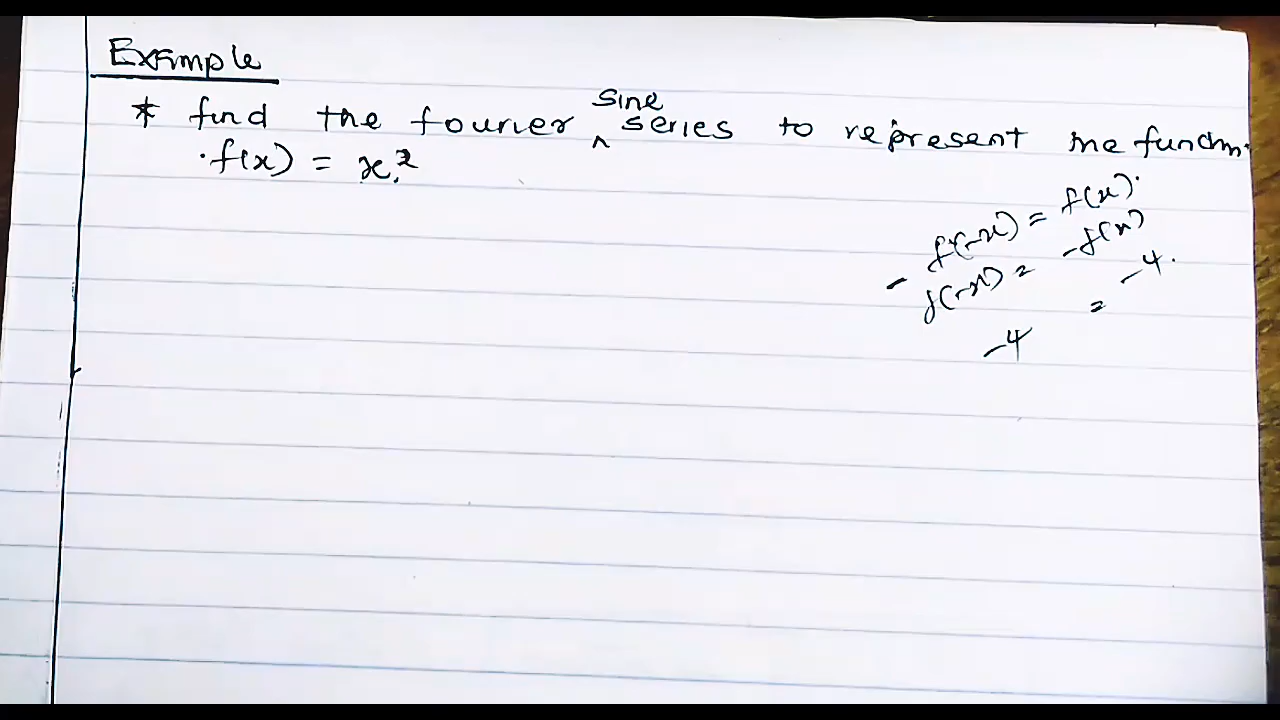 Example
* find the fourier sine series to represent the functn.
f(x) = x²
f(-x) = f(x).
- f(-x) = -f(x)
-4 = -4.